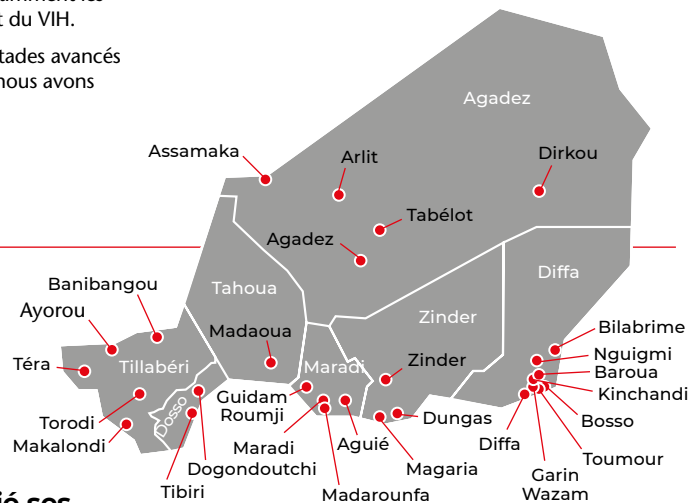 t du VIH.
tades avancés
nous avons
Agadez
Assamaka
Arlit
Dirkou
Tabélot
Agadez
Diffa
Banibangou
Tahoua
Ayorou
Zinder
Bilabrime
Madaoua
Nguigmi
Téra
Tillabéri
Maradi
Zinder
Baroua
Kinchandi
Guidam
Roumji
Dosso
Torodi
Dungas
Bosso
Makalondi
Maradi
Aguié
Diffa
Toumour
Dogondoutchi
Magaria
Garin
Wazam
Tibiri
Madarounfa